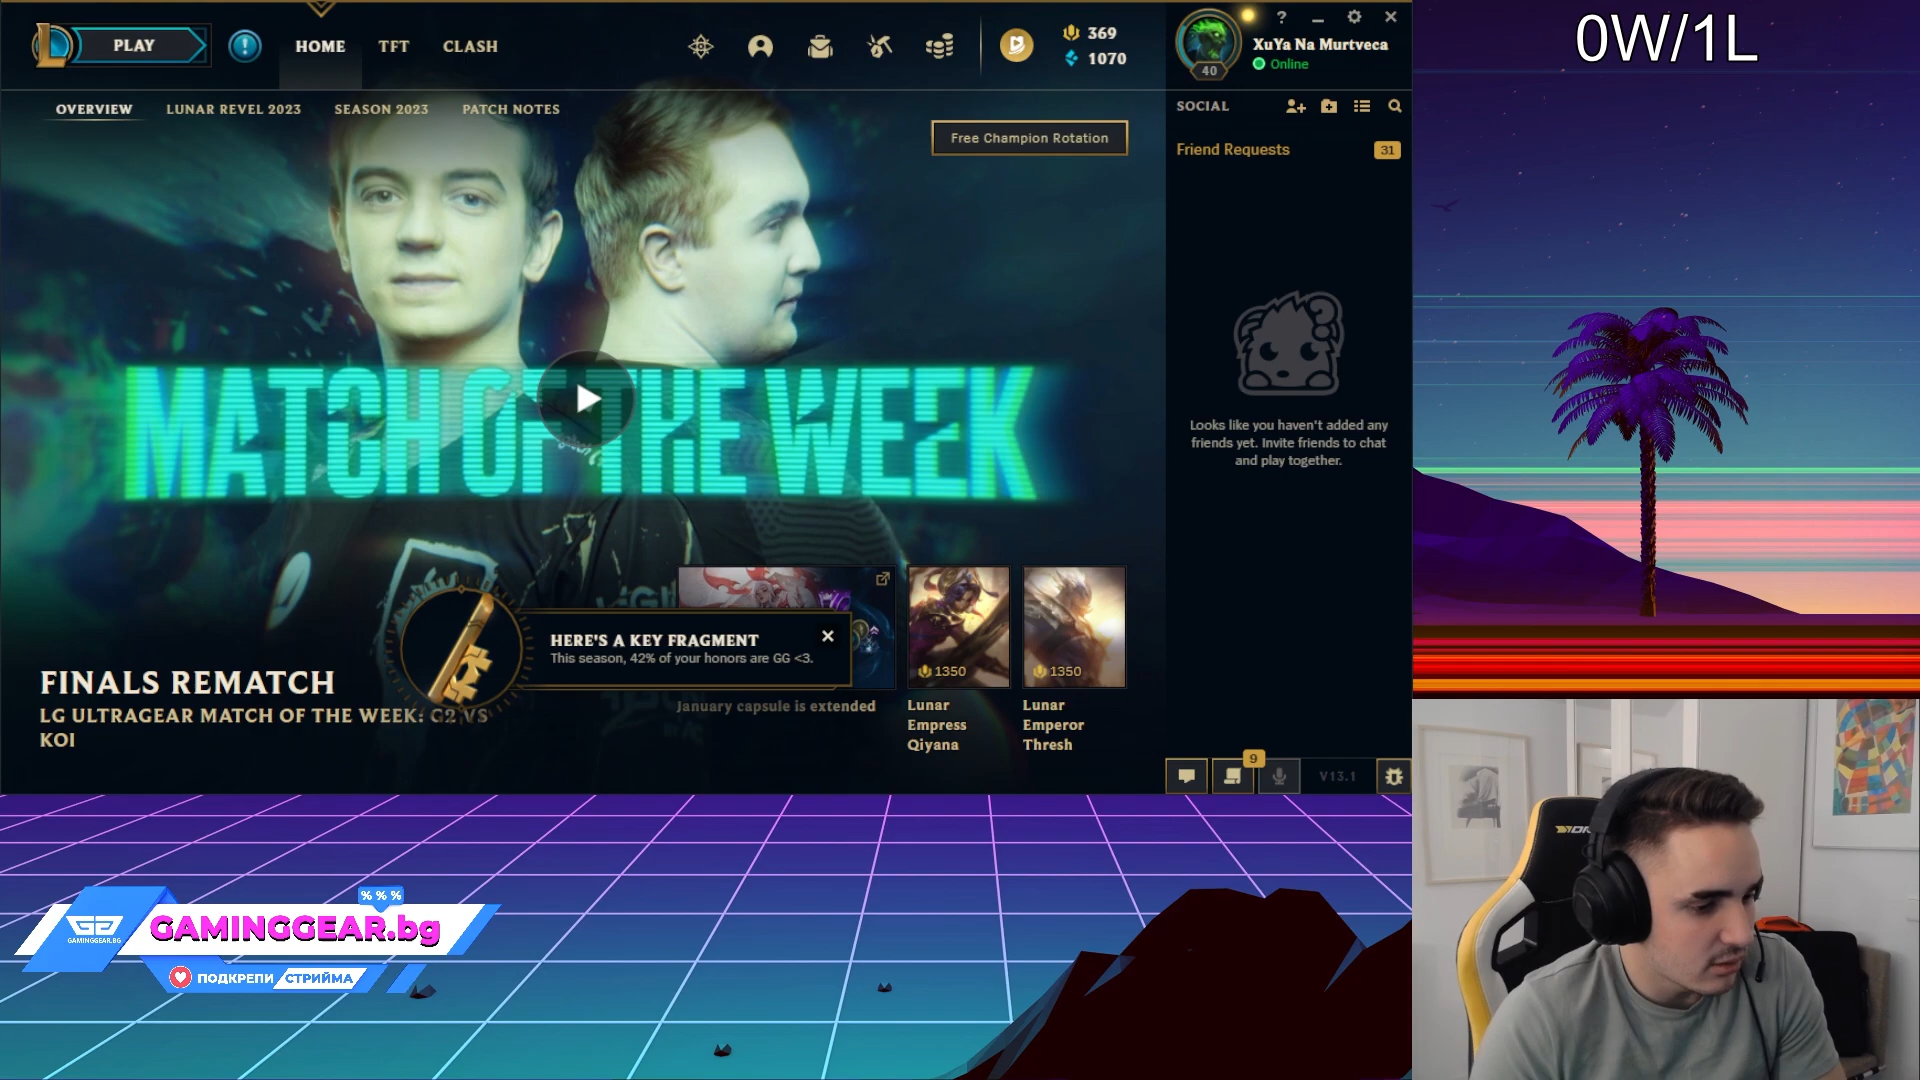 PLAY
HOME
TFT
CLASH
369
1070
40
XuYa Na Murtveca
Online
0W/1L
OVERVIEW
LUNAR REVEL 2023
SEASON 2023
PATCH NOTES
Free Champion Rotation
SOCIAL
Friend Requests
31
MATCH OF THE WEEK
Looks like you haven't added any
friends yet. Invite friends to chat
and play together.
HERE'S A KEY FRAGMENT
This season, 42% of your honors are GG <3.
1350
1350
FINALS REMATCH
LG ULTRAGEAR MATCH OF THE WEEK: G2 VS
KOI
January capsule is extended
Lunar
Empress
Qiyana
Lunar
Emperor
Thresh
9
V13.1
% % %
GAMINGGEAR.BG
GAMINGGEAR.bg
ПОДКРЕПИ СТРИЙМА